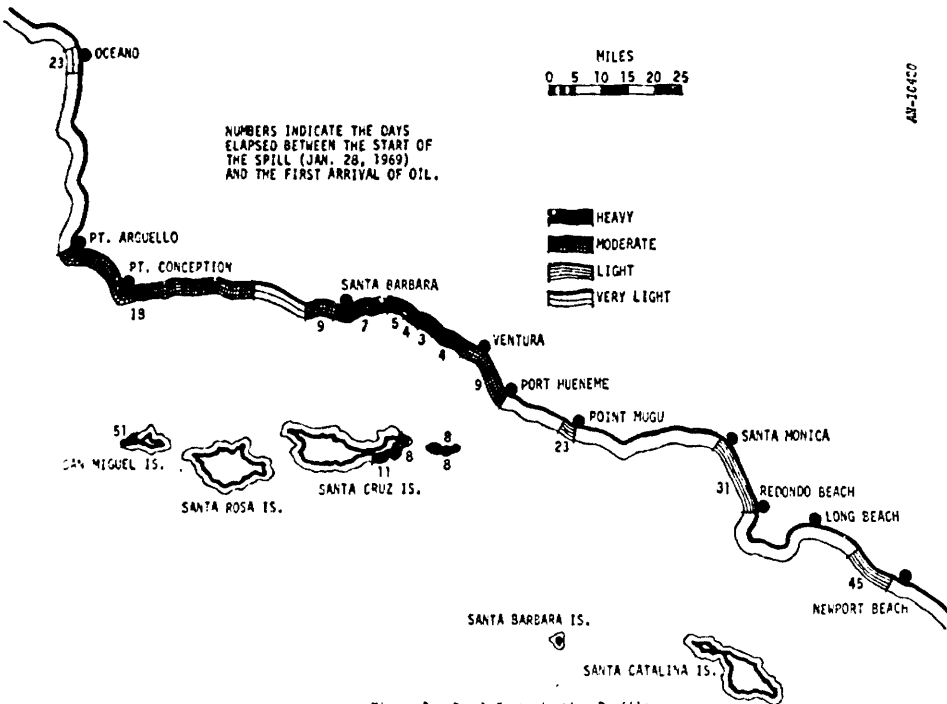 OCEANO
23
MILES
0 5 10 15 20 25
AN-10400
NUMBERS INDICATE THE DAYS
ELAPSED BETWEEN THE START OF
THE SPILL (JAN. 28, 1969)
AND THE FIRST ARRIVAL OF OIL.
HEAVY
MODERATE
LIGHT
VERY LIGHT
PT. ARGUELLO
PT. CONCEPTION
18
SANTA BARBARA
9 7 5 4 3 4
VENTURA
9
PORT HUENEME
POINT MUGU
23
SANTA MONICA
31
REDONDO BEACH
LONG BEACH
45
NEWPORT BEACH
51
SAN MIGUEL IS.
SANTA ROSA IS.
11 8
SANTA CRUZ IS.
8
8
SANTA BARBARA IS.
SANTA CATALINA IS.